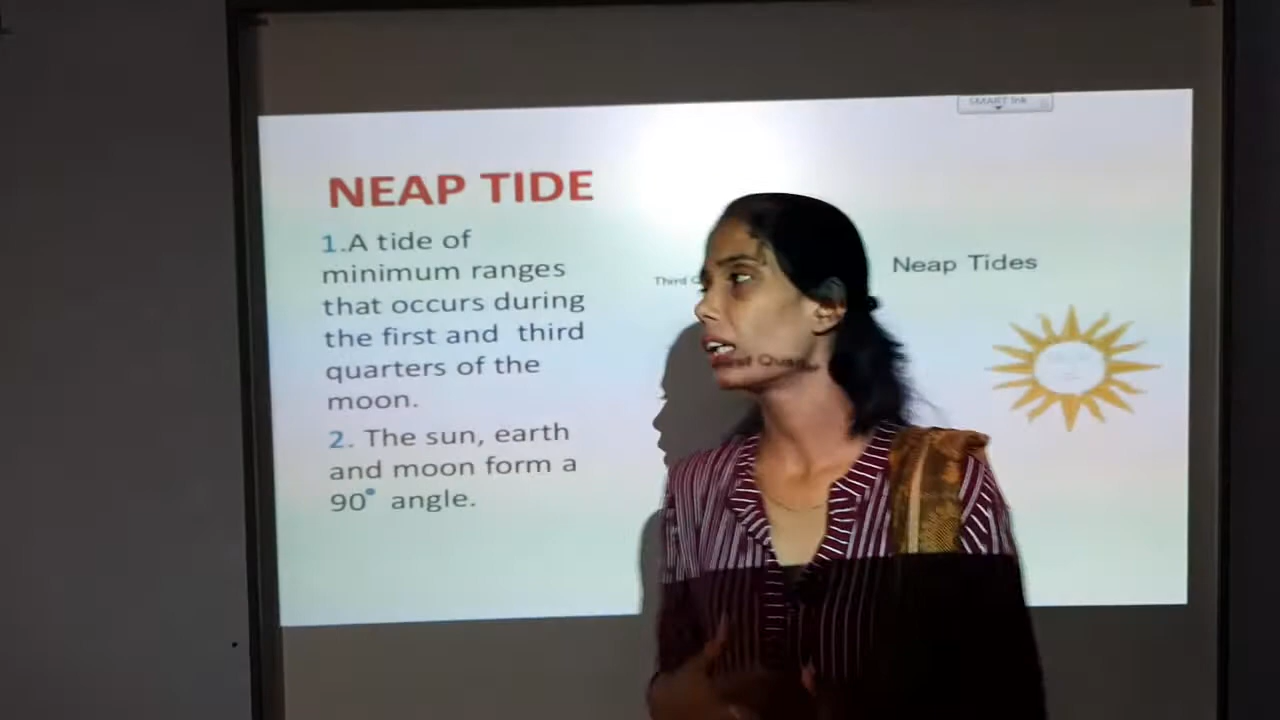 SMART Ink
NEAP TIDE
1.A tide of
minimum ranges
that occurs during
the first and third
quarters of the
moon.
2. The sun, earth
and moon form a
90° angle.
Third
Neap Tides